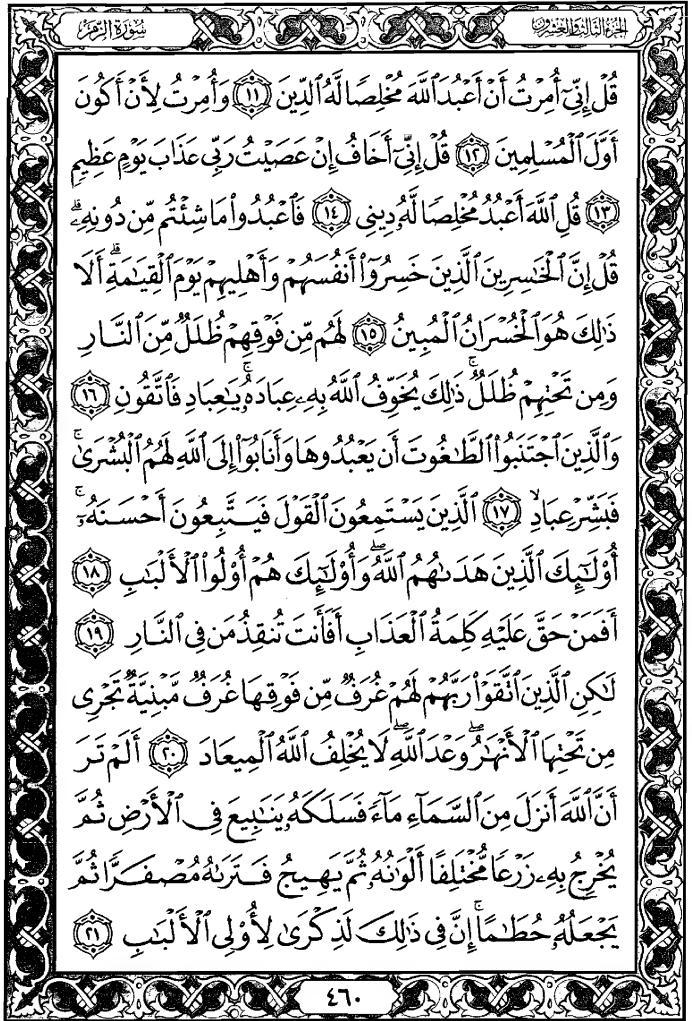 الجزء الثالث والعشرون
سورة الزمر
قُلْ إِنِّيٓ أُمِرْتُ أَنْ أَعْبُدَ ٱللَّهَ مُخْلِصًا لَّهُ ٱلدِّينَ ١١ وَأُمِرْتُ لِأَنْ أَكُونَ
أَوَّلَ ٱلْمُسْلِمِينَ ١٢ قُلْ إِنِّيٓ أَخَافُ إِنْ عَصَيْتُ رَبِّي عَذَابَ يَوْمٍ عَظِيمٍ
١٣ قُلِ ٱللَّهَ أَعْبُدُ مُخْلِصًا لَّهُۥ دِينِي ١٤ فَٱعْبُدُوا۟ مَا شِئْتُم مِّن دُونِهِۦۗ
قُلْ إِنَّ ٱلْخَٰسِرِينَ ٱلَّذِينَ خَسِرُوٓا۟ أَنفُسَهُمْ وَأَهْلِيهِمْ يَوْمَ ٱلْقِيَٰمَةِۗ أَلَا
ذَٰلِكَ هُوَ ٱلْخُسْرَانُ ٱلْمُبِينُ ١٥ لَهُم مِّن فَوْقِهِمْ ظُلَلٌ مِّنَ ٱلنَّارِ
وَمِن تَحْتِهِمْ ظُلَلٌۚ ذَٰلِكَ يُخَوِّفُ ٱللَّهُ بِهِۦ عِبَادَهُۥۚ يَٰعِبَادِ فَٱتَّقُونِ ١٦
وَٱلَّذِينَ ٱجْتَنَبُوا۟ ٱلطَّٰغُوتَ أَن يَعْبُدُوهَا وَأَنَابُوٓا۟ إِلَى ٱللَّهِ لَهُمُ ٱلْبُشْرَىٰۚ
فَبَشِّرْ عِبَادِ ١٧ ٱلَّذِينَ يَسْتَمِعُونَ ٱلْقَوْلَ فَيَتَّبِعُونَ أَحْسَنَهُۥٓۚ
أُو۟لَٰٓئِكَ ٱلَّذِينَ هَدَىٰهُمُ ٱللَّهُۖ وَأُو۟لَٰٓئِكَ هُمْ أُو۟لُوا۟ ٱلْأَلْبَٰبِ ١٨
أَفَمَنْ حَقَّ عَلَيْهِ كَلِمَةُ ٱلْعَذَابِ أَفَأَنتَ تُنقِذُ مَن فِي ٱلنَّارِ ١٩
لَٰكِنِ ٱلَّذِينَ ٱتَّقَوْا۟ رَبَّهُمْ لَهُمْ غُرَفٌ مِّن فَوْقِهَا غُرَفٌ مَّبْنِيَّةٌ تَجْرِي
مِن تَحْتِهَا ٱلْأَنْهَٰرُۖ وَعْدَ ٱللَّهِۖ لَا يُخْلِفُ ٱللَّهُ ٱلْمِيعَادَ ٢٠ أَلَمْ تَرَ
أَنَّ ٱللَّهَ أَنزَلَ مِنَ ٱلسَّمَآءِ مَآءً فَسَلَكَهُۥ يَنَٰبِيعَ فِي ٱلْأَرْضِ ثُمَّ
يُخْرِجُ بِهِۦ زَرْعًا مُّخْتَلِفًا أَلْوَٰنُهُۥ ثُمَّ يَهِيجُ فَتَرَىٰهُ مُصْفَرًّا ثُمَّ
يَجْعَلُهُۥ حُطَٰمًاۚ إِنَّ فِي ذَٰلِكَ لَذِكْرَىٰ لِأُو۟لِي ٱلْأَلْبَٰبِ ٢١
٤٦٠